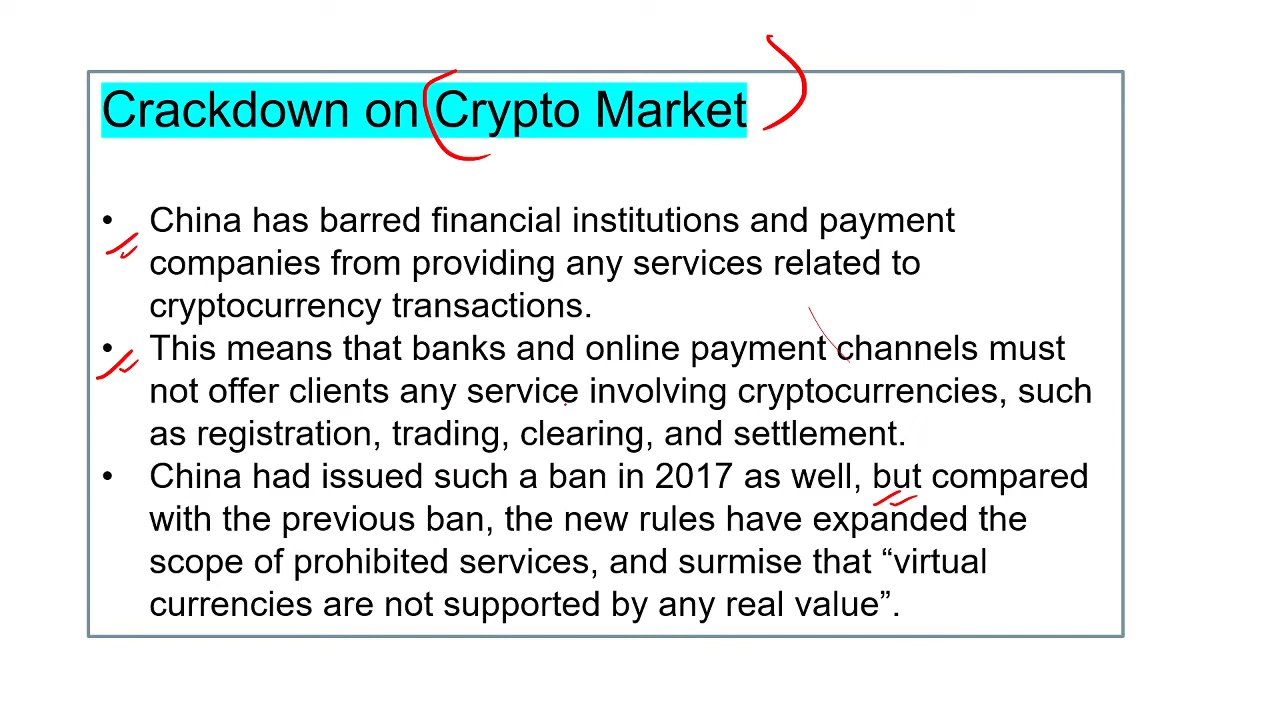 Crackdown on Crypto Market
• China has barred financial institutions and payment
companies from providing any services related to
cryptocurrency transactions.
• This means that banks and online payment channels must
not offer clients any service involving cryptocurrencies, such
as registration, trading, clearing, and settlement.
• China had issued such a ban in 2017 as well, but compared
with the previous ban, the new rules have expanded the
scope of prohibited services, and surmise that “virtual
currencies are not supported by any real value”.